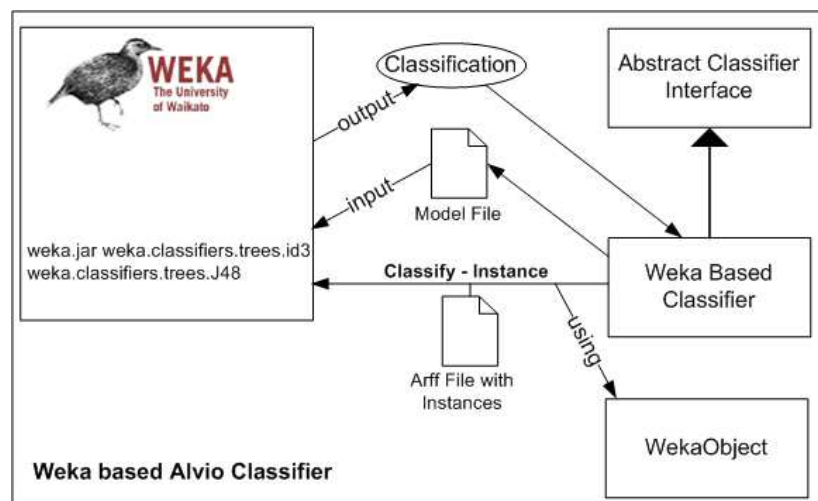 WEKA
The University
of Waikato
weka.jar weka.classifiers.trees.id3
weka.classifiers.trees.J48
output
Classification
input
Model File
Classify - Instance
Arff File with
Instances
using
Abstract Classifier
Interface
Weka Based
Classifier
WekaObject
Weka based Alvio Classifier